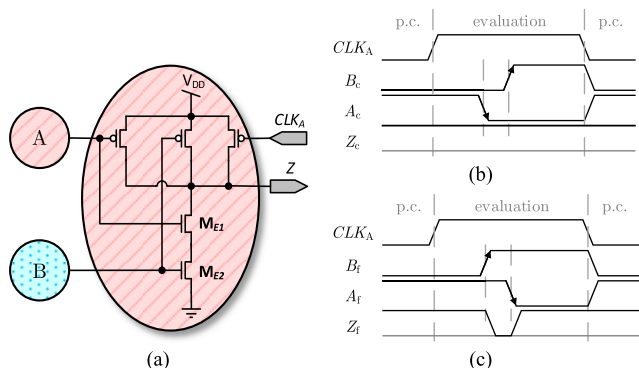 V_DD
A
CLK_A
Z
M_E1
B
M_E2
(a)
p.c. evaluation p.c.
CLK_A
B_c
A_c
Z_c
(b)
p.c. evaluation p.c.
CLK_A
B_f
A_f
Z_f
(c)